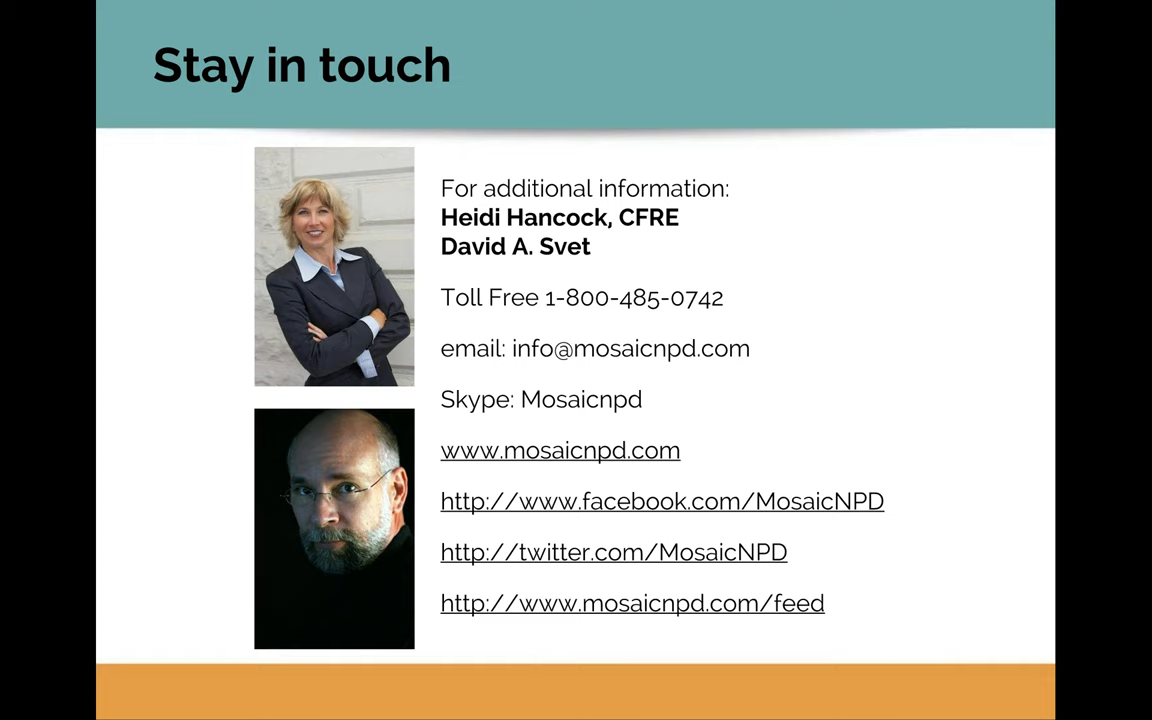 Stay in touch
For additional information:
Heidi Hancock, CFRE
David A. Svet
Toll Free 1-800-485-0742
email: info@mosaicnpd.com
Skype: Mosaicnpd
www.mosaicnpd.com
http://www.facebook.com/MosaicNPD
http://twitter.com/MosaicNPD
http://www.mosaicnpd.com/feed